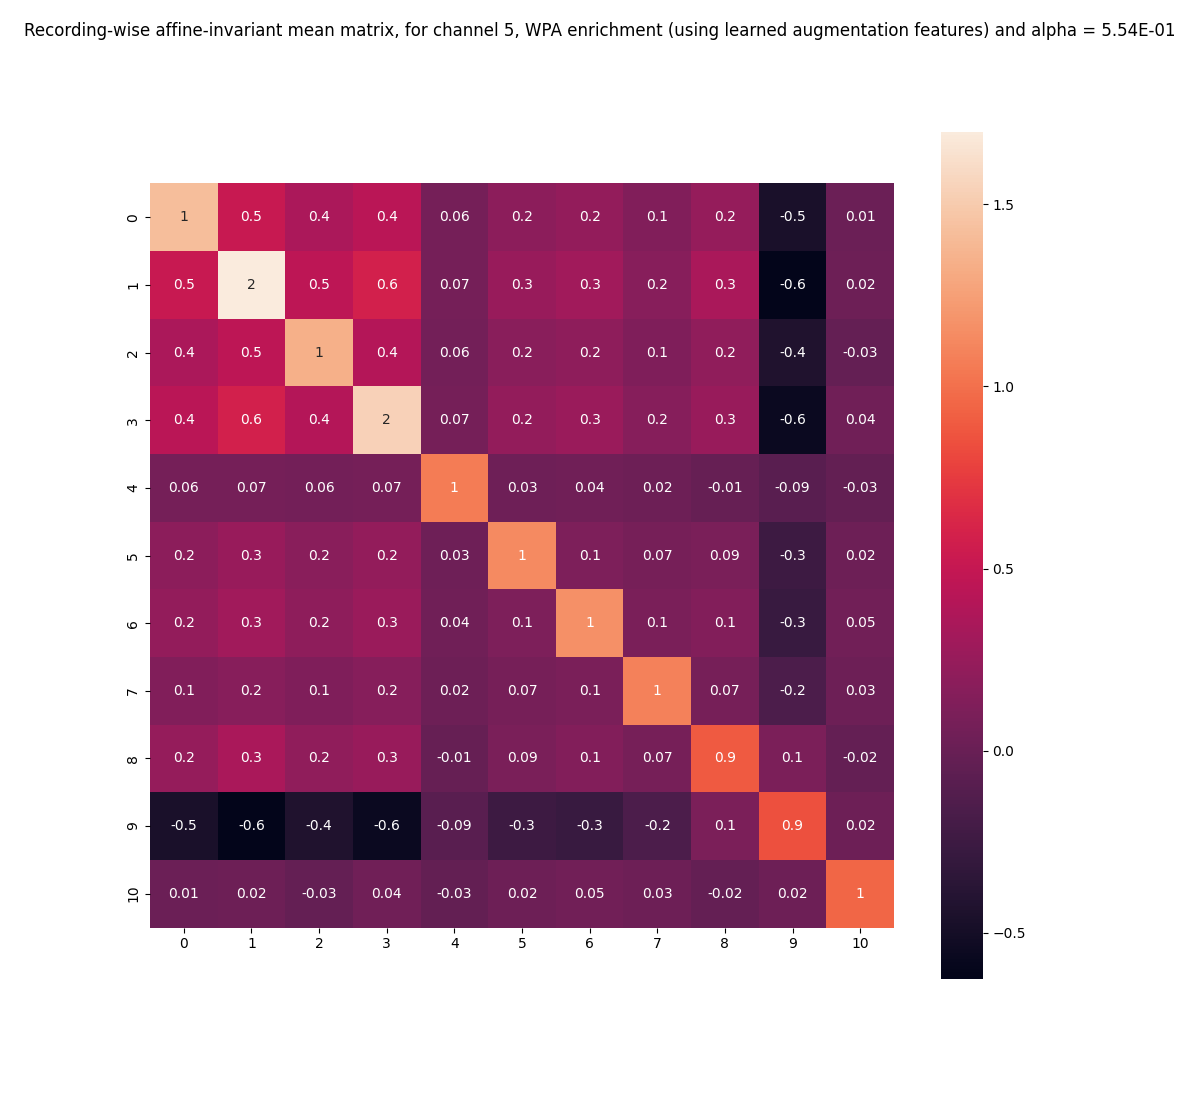 Recording-wise affine-invariant mean matrix, for channel 5, WPA enrichment (using learned augmentation features) and alpha = 5.54E-01
0 1 0.5 0.4 0.4 0.06 0.2 0.2 0.1 0.2 -0.5 0.01
1 0.5 2 0.5 0.6 0.07 0.3 0.3 0.2 0.3 -0.6 0.02
2 0.4 0.5 1 0.4 0.06 0.2 0.2 0.1 0.2 -0.4 -0.03
3 0.4 0.6 0.4 2 0.07 0.2 0.3 0.2 0.3 -0.6 0.04
4 0.06 0.07 0.06 0.07 1 0.03 0.04 0.02 -0.01 -0.09 -0.03
5 0.2 0.3 0.2 0.2 0.03 1 0.1 0.07 0.09 -0.3 0.02
6 0.2 0.3 0.2 0.3 0.04 0.1 1 0.1 0.1 -0.3 0.05
7 0.1 0.2 0.1 0.2 0.02 0.07 0.1 1 0.07 -0.2 0.03
8 0.2 0.3 0.2 0.3 -0.01 0.09 0.1 0.07 0.9 0.1 -0.02
9 -0.5 -0.6 -0.4 -0.6 -0.09 -0.3 -0.3 -0.2 0.1 0.9 0.02
10 0.01 0.02 -0.03 0.04 -0.03 0.02 0.05 0.03 -0.02 0.02 1
0 1 2 3 4 5 6 7 8 9 10
1.5
1.0
0.5
0.0
−0.5